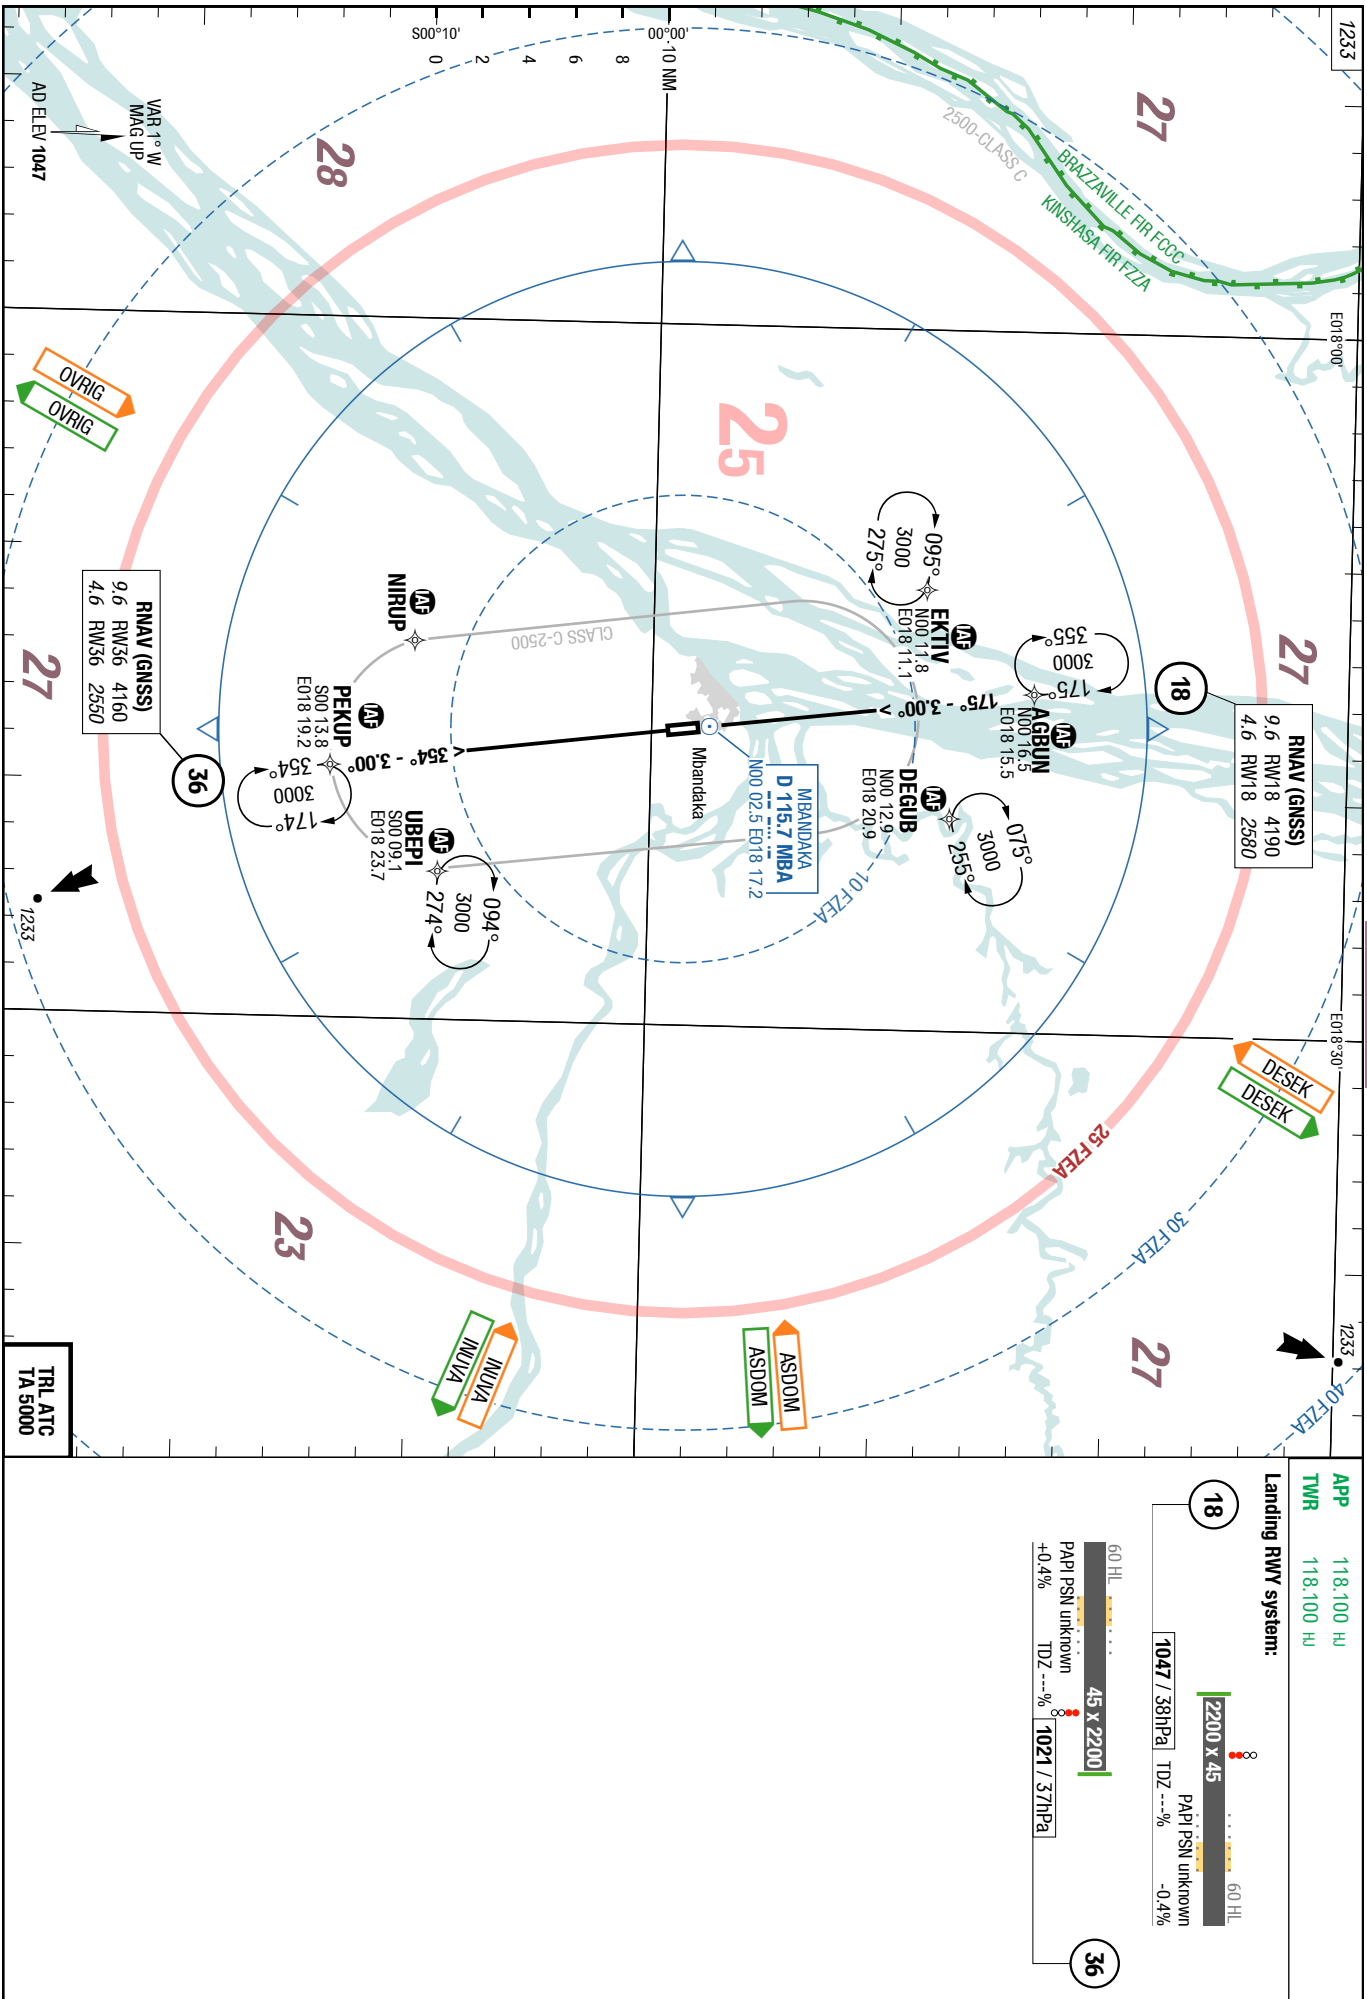 1233
27
BRAZZAVILLE FIR FCCC
KINSHASA FIR FZZA
2500-CLASS C
E018°00'
00°00'
10 NM
8
6
4
2
0
S00°10'
VAR 1° W
MAG UP
AD ELEV 1047
28
OVRIG
OVRIG
25
27
18
RNAV (GNSS)
9.6 RW18 4190
4.6 RW18 2580
355°
3000
175°
IAF
AGBUN
N00 16.5
E018 15.5
095°
3000
275°
IAF
EKTIV
N00 11.8
E018 11.1
175° - 3.00° >
IAF
DEGUB
N00 12.9
E018 20.9
075°
3000
255°
10 FZEA
MBANDAKA
D 115.7 MBA
N00 02.5 E018 17.2
Mbandaka
CLASS C-2500
IAF
NIRUP
< 354° - 3.00°
IAF
PEKUP
S00 13.8
E018 19.2
354°
3000
174°
IAF
UBEPI
S00 09.1
E018 23.7
094°
3000
274°
36
RNAV (GNSS)
9.6 RW36 4160
4.6 RW36 2550
27
1233
E018°30'
DESEK
DESEK
25 FZEA
30 FZEA
27
1233
40 FZEA
ASDOM
ASDOM
INUVA
INUVA
23
TRL ATC
TA 5000
APP 118.100 HJ
TWR 118.100 HJ
Landing RWY system:
18
60 HL
2200 x 45
PAPI PSN unknown
1047 / 38hPa TDZ ---% -0.4%
60 HL
45 x 2200
PAPI PSN unknown
+0.4% TDZ ---% 1021 / 37hPa
36